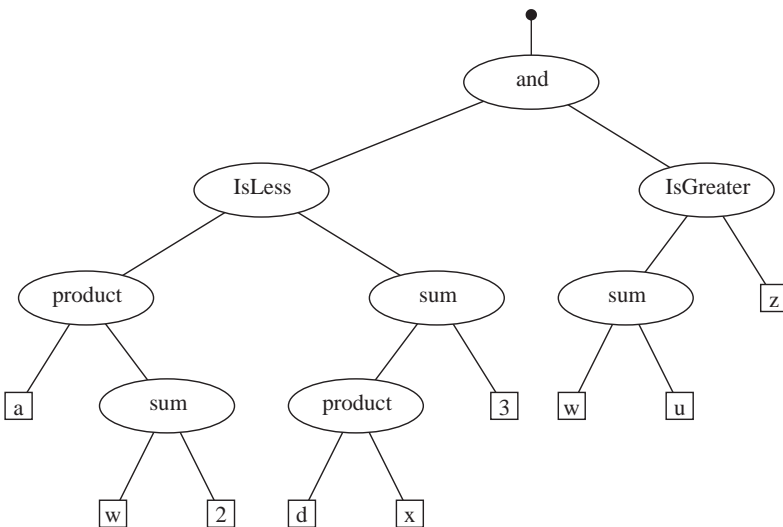 and
IsLess IsGreater
product sum sum z
a sum product 3 w u
w 2 d x